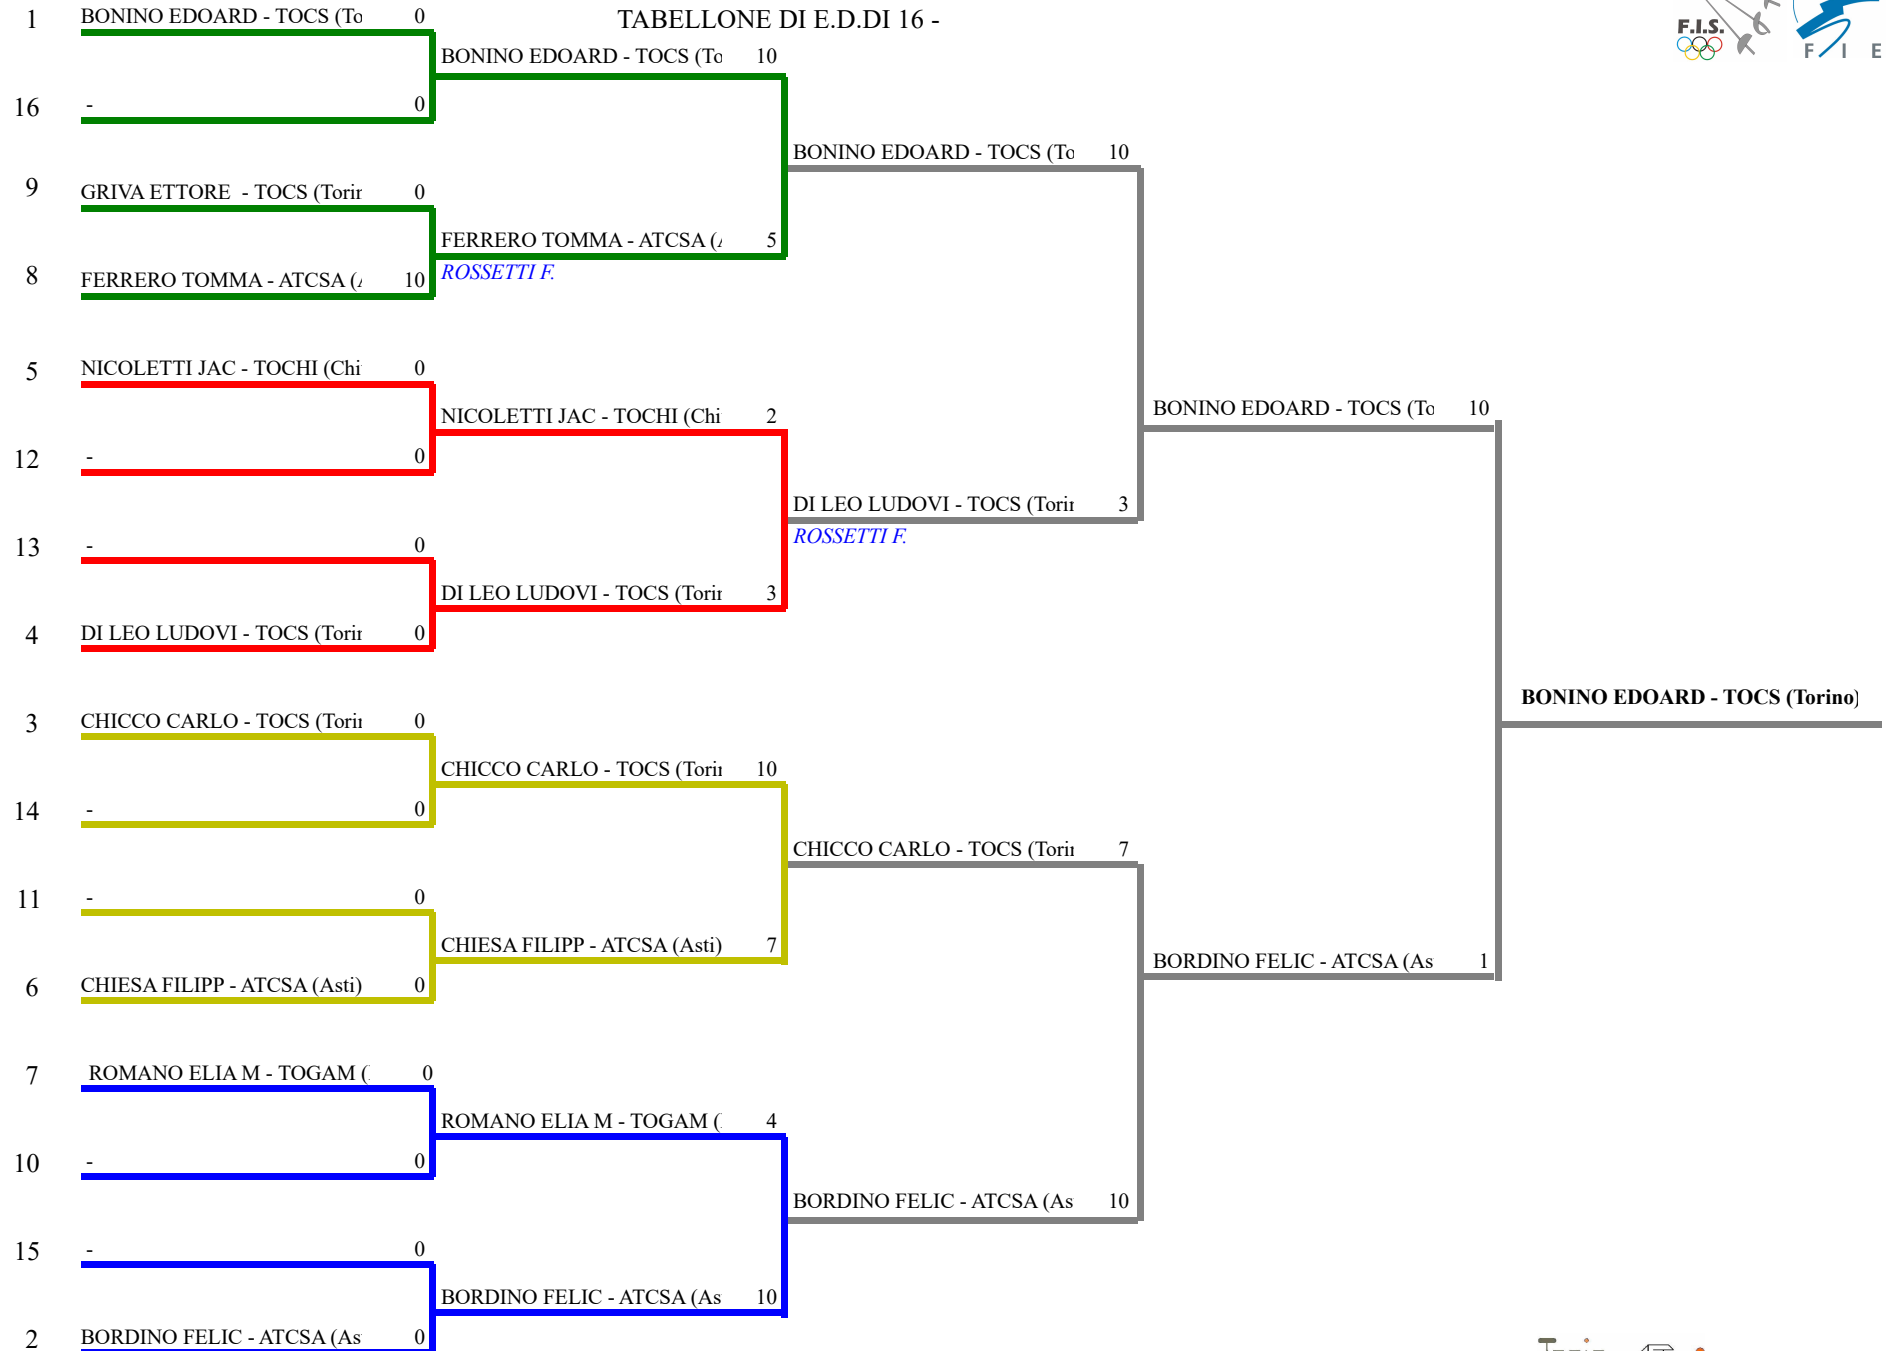 TABELLONE DI E.D.DI 16 -
F.I.S.
F I E
1 BONINO EDOARD - TOCS (To 0
BONINO EDOARD - TOCS (To 10
16 - 0
BONINO EDOARD - TOCS (To 10
9 GRIVA ETTORE - TOCS (Torin 0
FERRERO TOMMA - ATCSA ( 5
ROSSETTI F.
8 FERRERO TOMMA - ATCSA ( 10
5 NICOLETTI JAC - TOCHI (Chi 0
BONINO EDOARD - TOCS (To 10
NICOLETTI JAC - TOCHI (Chi 2
12 - 0
DI LEO LUDOVI - TOCS (Torin 3
ROSSETTI F.
13 - 0
DI LEO LUDOVI - TOCS (Torin 3
4 DI LEO LUDOVI - TOCS (Torin 0
BONINO EDOARD - TOCS (Torino)
3 CHICCO CARLO - TOCS (Torin 0
CHICCO CARLO - TOCS (Torin 10
14 - 0
CHICCO CARLO - TOCS (Torin 7
11 - 0
CHIESA FILIPP - ATCSA (Asti) 7
BORDINO FELIC - ATCSA (As 1
6 CHIESA FILIPP - ATCSA (Asti) 0
7 ROMANO ELIA M - TOGAM ( 0
ROMANO ELIA M - TOGAM ( 4
10 - 0
BORDINO FELIC - ATCSA (As 10
15 - 0
BORDINO FELIC - ATCSA (As 10
2 BORDINO FELIC - ATCSA (As 0